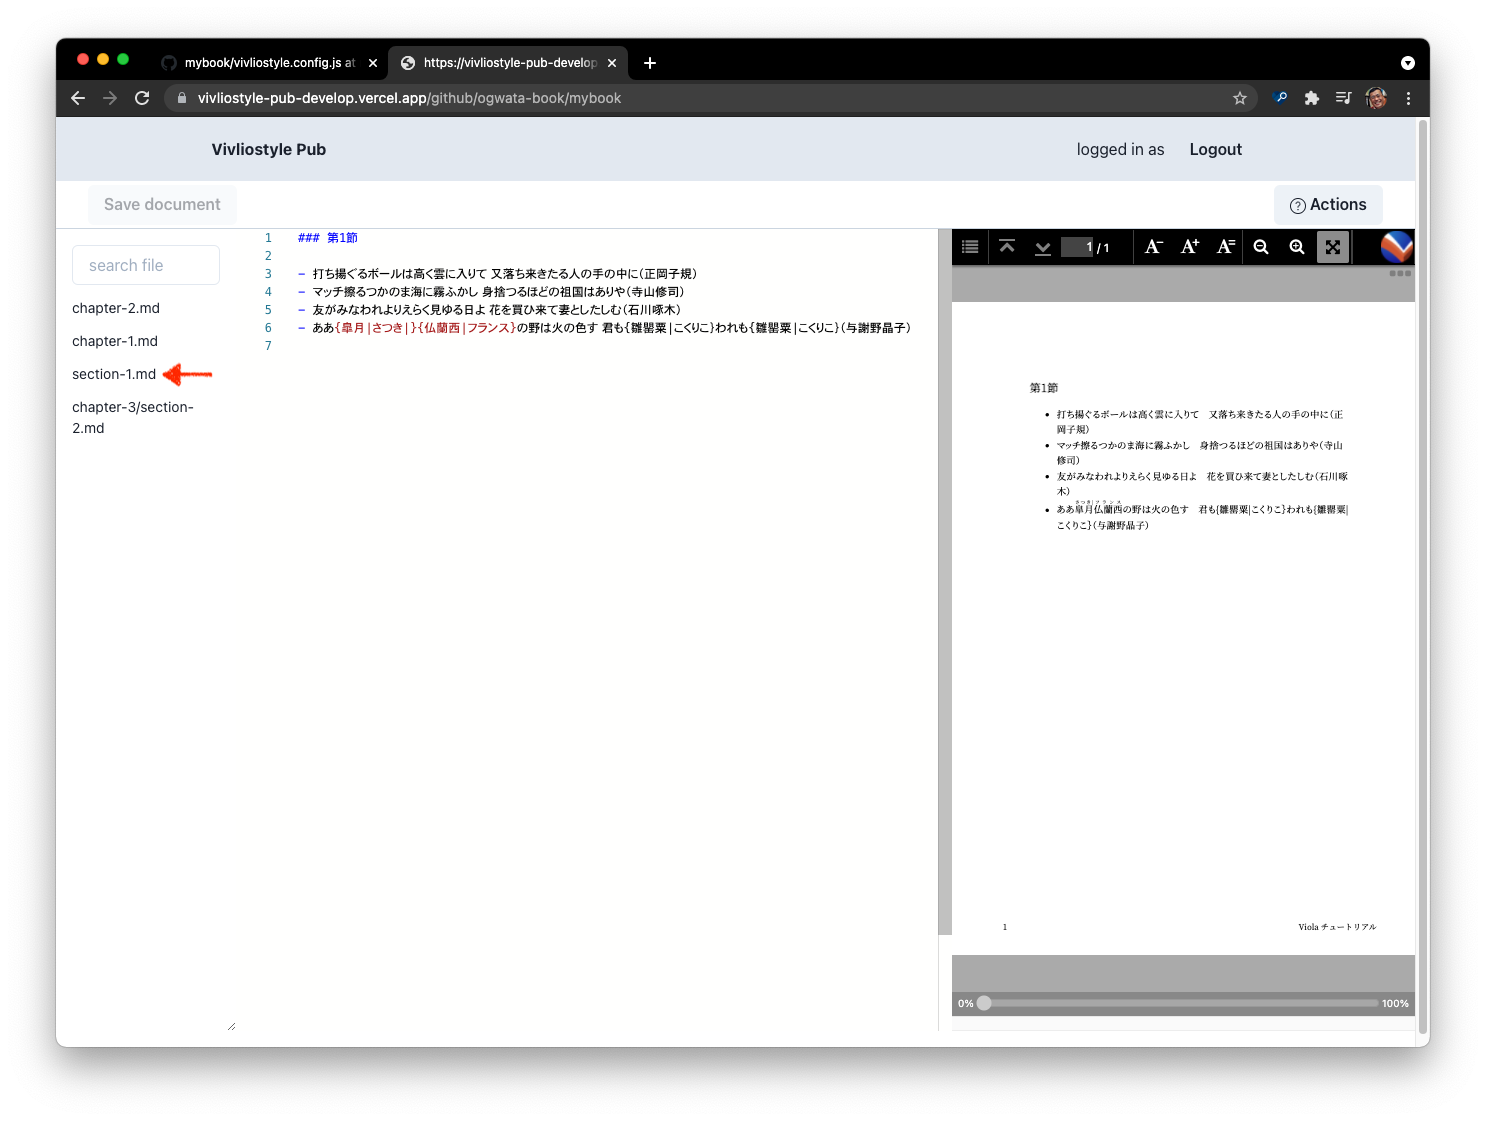 mybook/vivliostyle.config.js at
https://vivliostyle-pub-develop
vivliostyle-pub-develop.vercel.app/github/ogwata-book/mybook
Vivliostyle Pub
logged in as
Logout
Save document
Actions
search file
chapter-2.md
chapter-1.md
section-1.md
chapter-3/section-
2.md
1 ### 第1節
2
3 - 打ち揚ぐるボールは高く雲に入りて 又落ち来きたる人の手の中に（正岡子規）
4 - マッチ擦るつかのま海に霧ふかし 身捨つるほどの祖国はありや（寺山修司）
5 - 友がみなわれよりえらく見ゆる日よ 花を買ひ来て妻としたしむ（石川啄木）
6 - ああ{皐月|さつき|}{仏蘭西|フランス}の野は火の色す 君も{雛罌粟|こくりこ}われも{雛罌粟|こくりこ}（与謝野晶子）
7
1 / 1
A− A+ A=
第1節
• 打ち揚ぐるボールは高く雲に入りて　又落ち来きたる人の手の中に（正
岡子規）
• マッチ擦るつかのま海に霧ふかし　身捨つるほどの祖国はありや（寺山
修司）
• 友がみなわれよりえらく見ゆる日よ　花を買ひ来て妻としたしむ（石川啄
木）
さつき|フランス
• ああ皐月仏蘭西の野は火の色す　君も{雛罌粟|こくりこ}われも{雛罌粟|
こくりこ}（与謝野晶子）
1
Viola チュートリアル
0%
100%